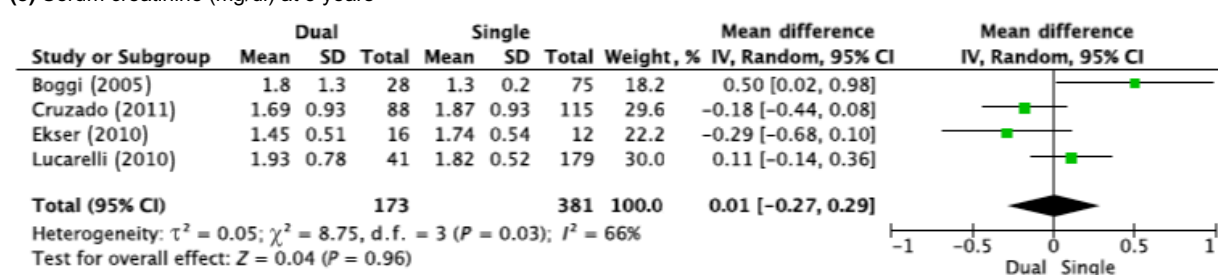 Dual Single Mean difference Mean difference
Study or Subgroup Mean SD Total Mean SD Total Weight, % IV, Random, 95% CI IV, Random, 95% CI
Boggi (2005) 1.8 1.3 28 1.3 0.2 75 18.2 0.50 [0.02, 0.98]
Cruzado (2011) 1.69 0.93 88 1.87 0.93 115 29.6 −0.18 [−0.44, 0.08]
Ekser (2010) 1.45 0.51 16 1.74 0.54 12 22.2 −0.29 [−0.68, 0.10]
Lucarelli (2010) 1.93 0.78 41 1.82 0.52 179 30.0 0.11 [−0.14, 0.36]
Total (95% CI) 173 381 100.0 0.01 [−0.27, 0.29]
Heterogeneity: τ² = 0.05; χ² = 8.75, d.f. = 3 (P = 0.03); I² = 66%
Test for overall effect: Z = 0.04 (P = 0.96)
−1 −0.5 0 0.5 1
Dual Single